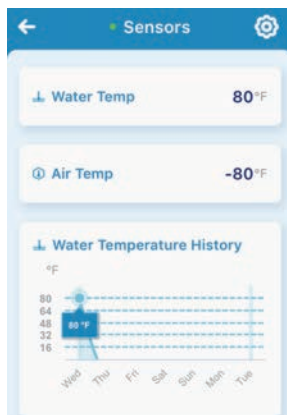 Sensors
Water Temp 80°F
Air Temp -80°F
Water Temperature History
°F
80
64
48
32
16
80 °F
Wed Thu Fri Sat Sun Mon Tue